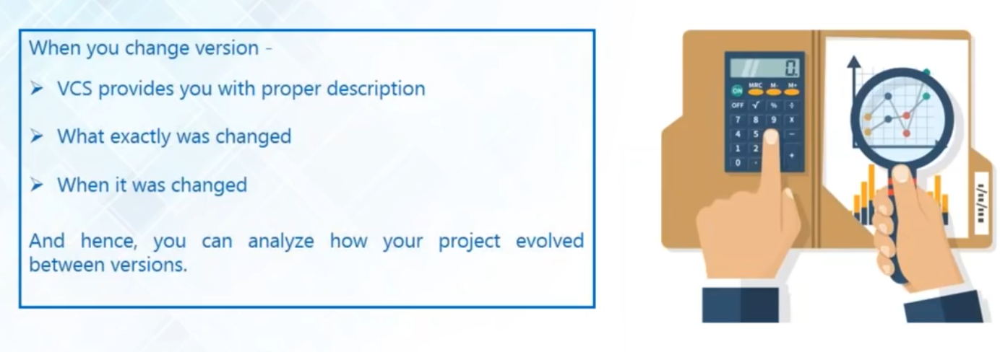 When you change version -
➢ VCS provides you with proper description
➢ What exactly was changed
➢ When it was changed
And hence, you can analyze how your project evolved
between versions.
0.
MRC M- M+
ON
OFF √ % ÷
7 8 9 X
4 5 −
1 2 +
0 ·